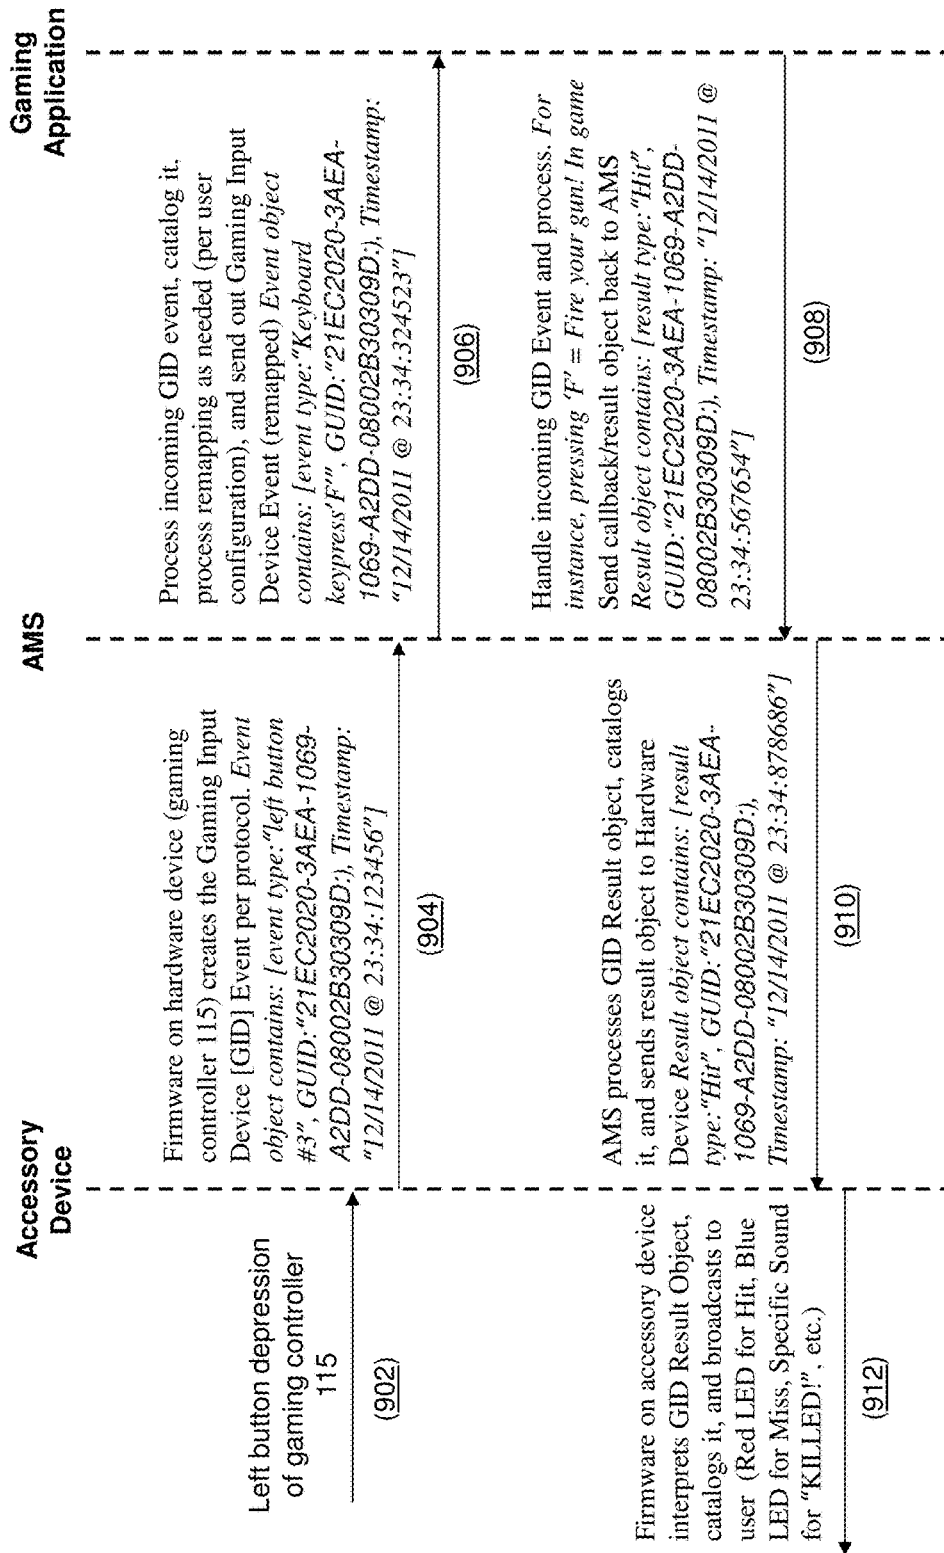 Accessory
Device
AMS
Gaming
Application
Left button depression
of gaming controller
115
(902)
Firmware on hardware device (gaming
controller 115) creates the Gaming Input
Device [GID] Event per protocol. Event
object contains: [event type:"left button
#3", GUID:"21EC2020-3AEA-1069-
A2DD-08002B30309D:), Timestamp:
"12/14/2011 @ 23:34:123456"]
(904)
Process incoming GID event, catalog it,
process remapping as needed (per user
configuration), and send out Gaming Input
Device Event (remapped) Event object
contains: [event type:"Keyboard
keypress'F'", GUID:"21EC2020-3AEA-
1069-A2DD-08002B30309D:), Timestamp:
"12/14/2011 @ 23:34:324523"]
(906)
Handle incoming GID Event and process. For
instance, pressing 'F' = Fire your gun! In game
Send callback/result object back to AMS
Result object contains: [result type:"Hit",
GUID:"21EC2020-3AEA-1069-A2DD-
08002B30309D:), Timestamp: "12/14/2011 @
23:34:567654"]
(908)
AMS processes GID Result object, catalogs
it, and sends result object to Hardware
Device Result object contains: [result
type:"Hit", GUID:"21EC2020-3AEA-
1069-A2DD-08002B30309D:),
Timestamp: "12/14/2011 @ 23:34:878686"]
(910)
Firmware on accessory device
interprets GID Result Object,
catalogs it, and broadcasts to
user (Red LED for Hit, Blue
LED for Miss, Specific Sound
for "KILLED!", etc.)
(912)